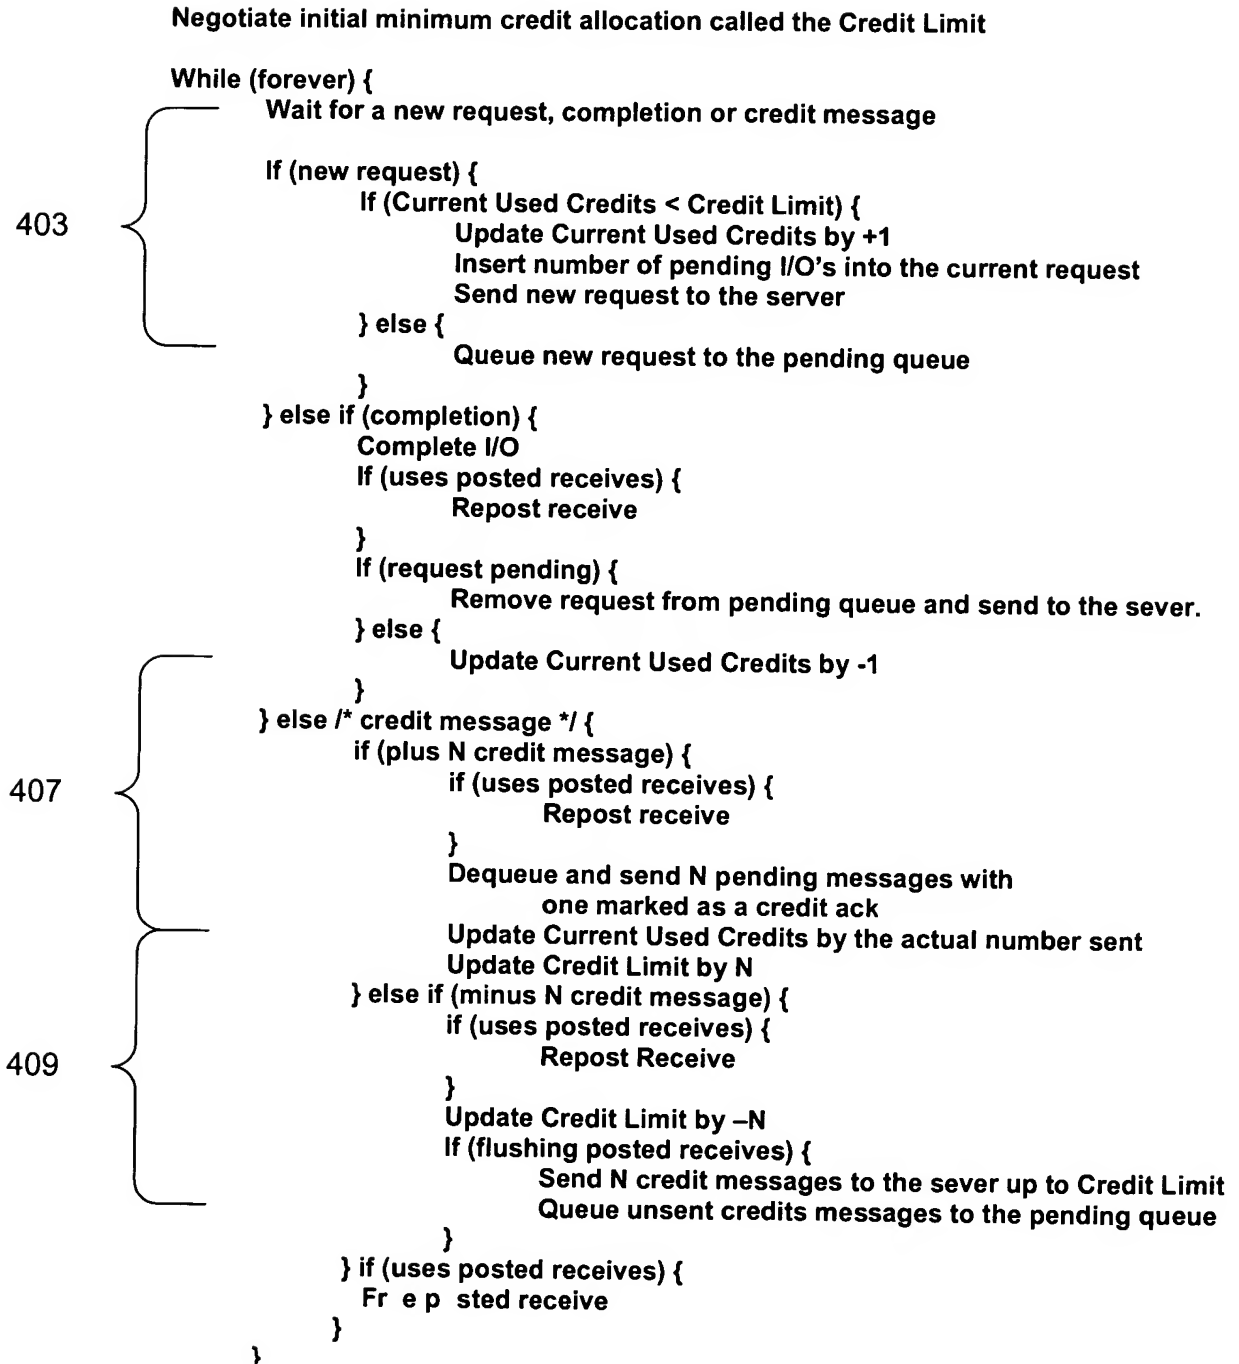 Negotiate initial minimum credit allocation called the Credit Limit
While (forever) {
Wait for a new request, completion or credit message
If (new request) {
If (Current Used Credits < Credit Limit) {
403
Update Current Used Credits by +1
Insert number of pending I/O's into the current request
Send new request to the server
} else {
Queue new request to the pending queue
}
} else if (completion) {
Complete I/O
If (uses posted receives) {
Repost receive
}
If (request pending) {
Remove request from pending queue and send to the sever.
} else {
Update Current Used Credits by -1
}
} else /* credit message */ {
if (plus N credit message) {
407
if (uses posted receives) {
Repost receive
}
Dequeue and send N pending messages with
one marked as a credit ack
Update Current Used Credits by the actual number sent
Update Credit Limit by N
} else if (minus N credit message) {
if (uses posted receives) {
409
Repost Receive
}
Update Credit Limit by –N
If (flushing posted receives) {
Send N credit messages to the sever up to Credit Limit
Queue unsent credits messages to the pending queue
}
} if (uses posted receives) {
Fr e p sted receive
}
}